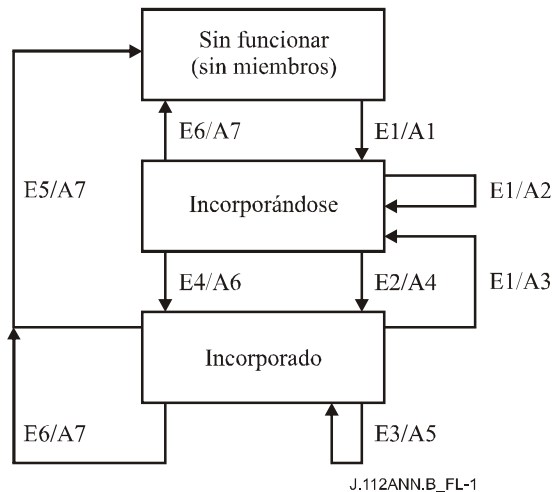 Sin funcionar
(sin miembros)
E6/A7
E1/A1
E5/A7
Incorporándose
E1/A2
E4/A6
E2/A4
E1/A3
Incorporado
E6/A7
E3/A5
J.112ANN.B_FL-1